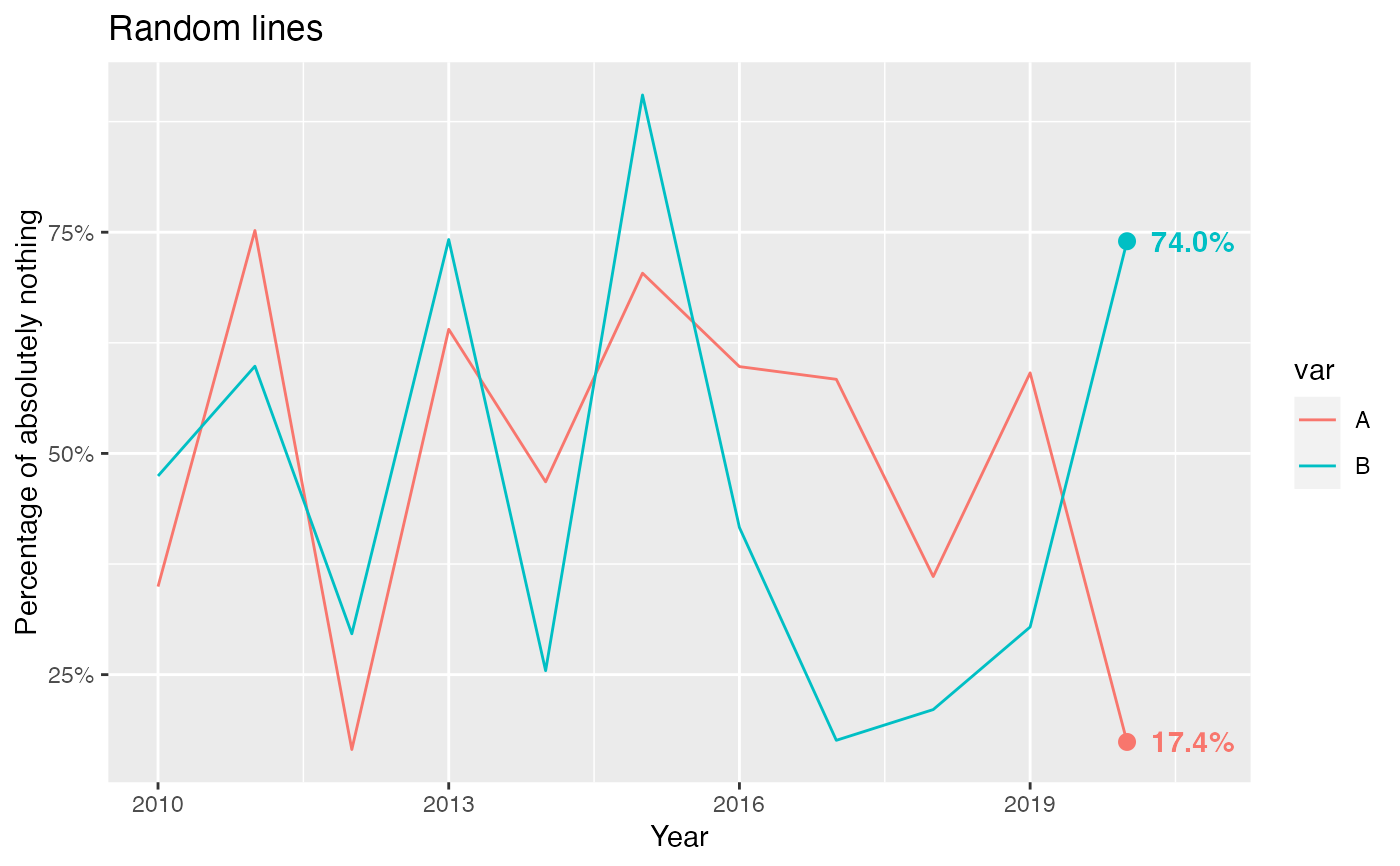 Random lines
Percentage of absolutely nothing
75%
50%
25%
74.0%
17.4%
2010 2013 2016 2019
Year
var
A
B